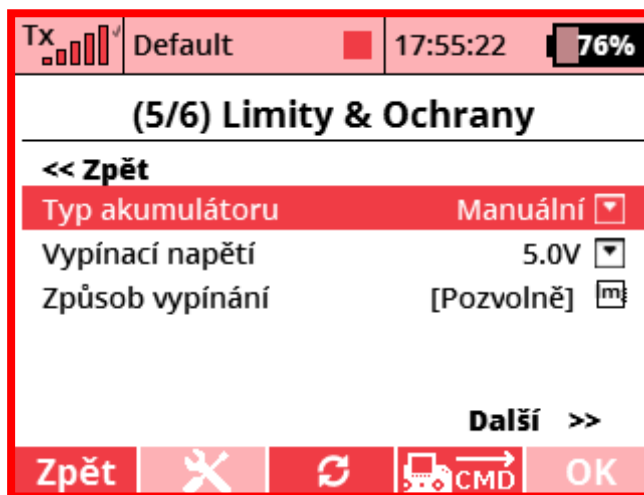 Tx Default 17:55:22 76%
(5/6) Limity & Ochrany
<< Zpět
Typ akumulátoru Manuální
Vypínací napětí 5.0V
Způsob vypínání [Pozvolně] m
Další >>
Zpět CMD OK